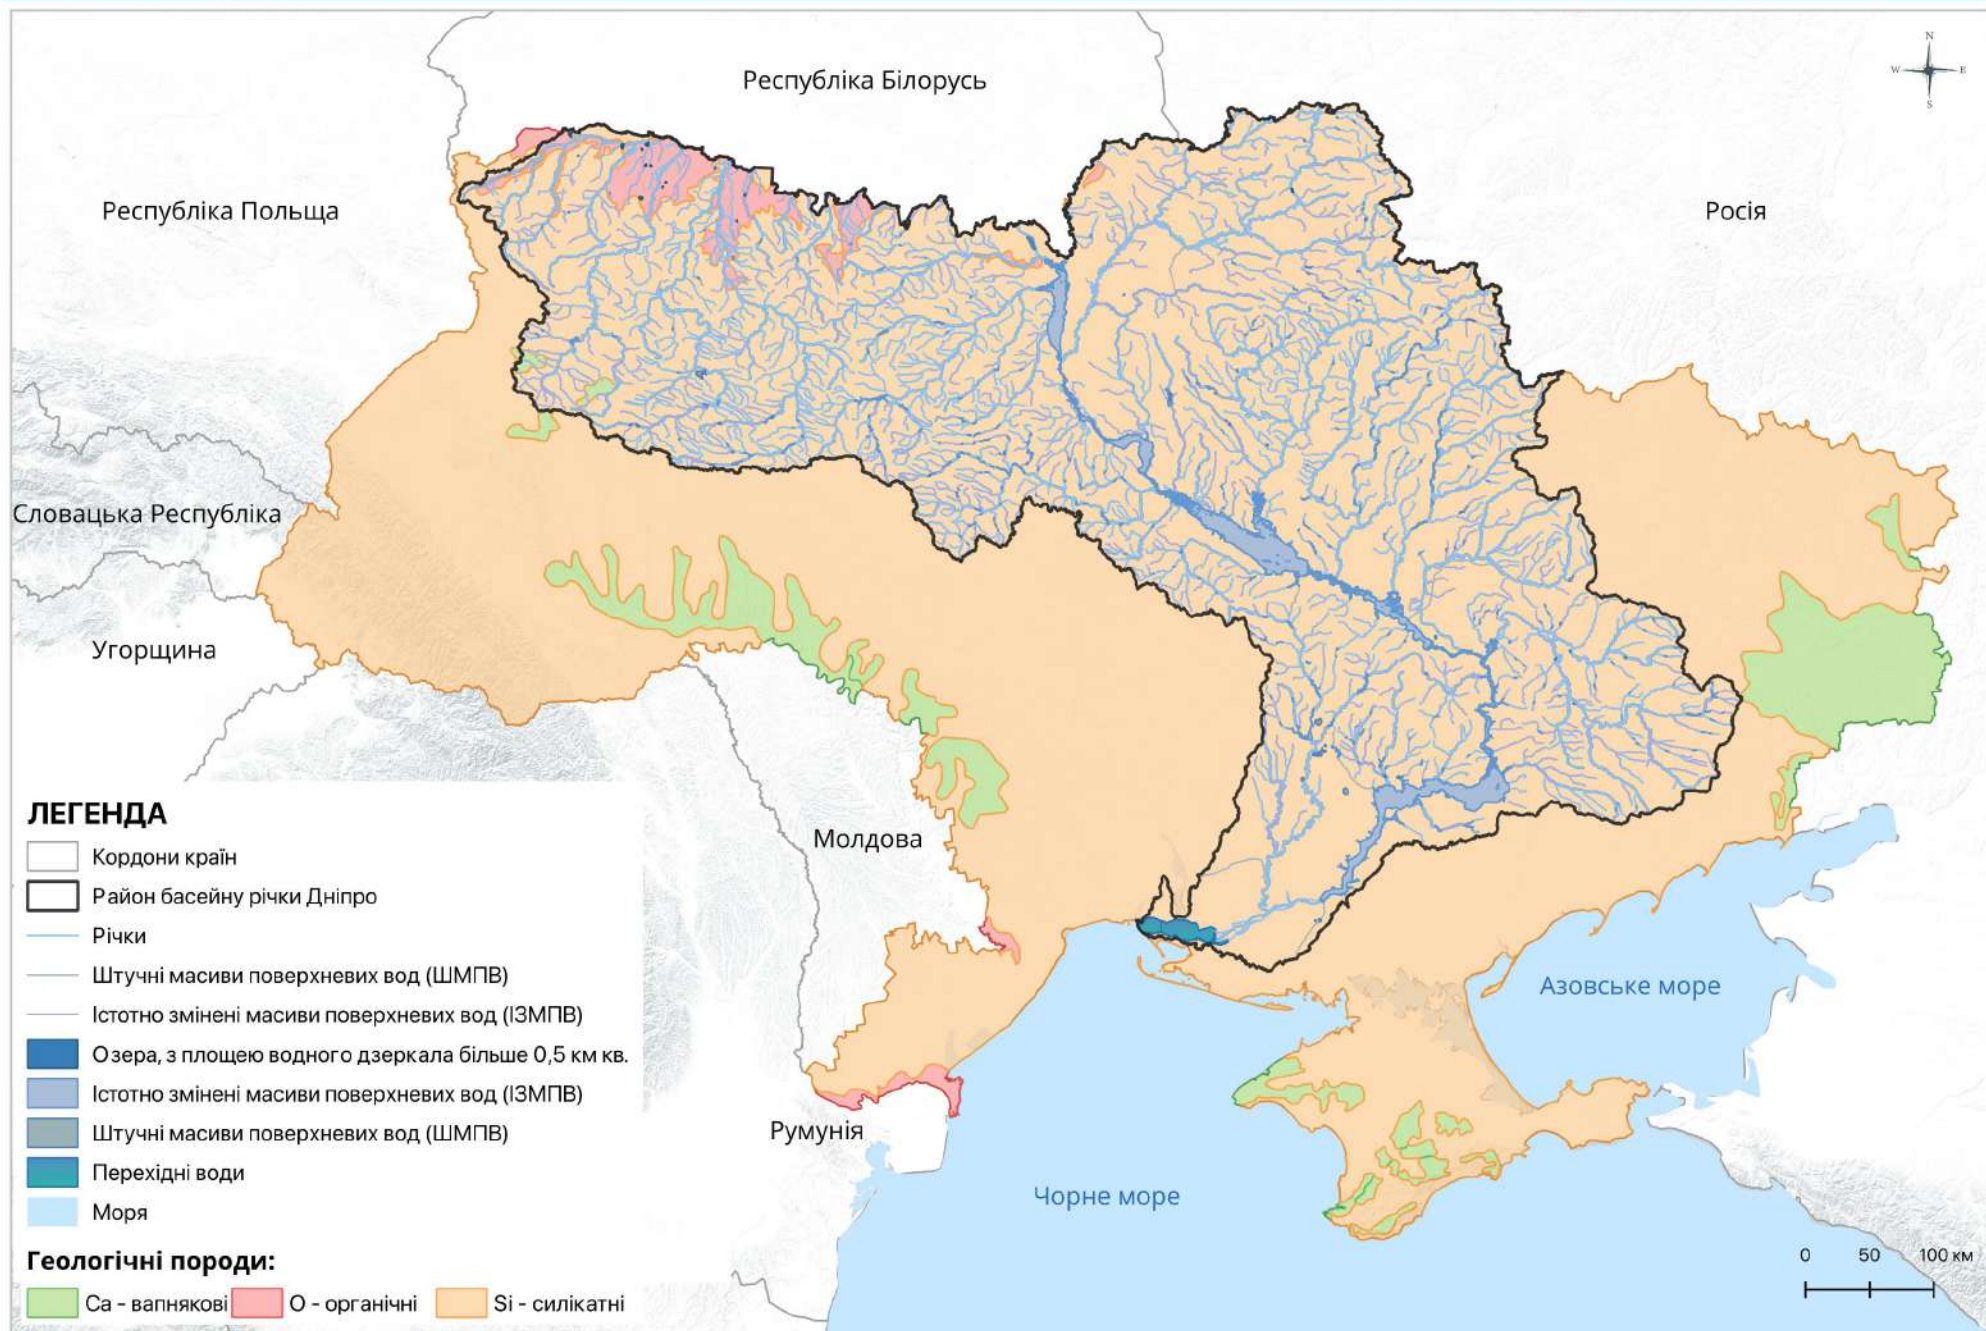 Республіка Білорусь
N
W
E
S
Республіка Польща
Росія
Словацька Республіка
Угорщина
ЛЕГЕНДА
Кордони країн
Район басейну річки Дніпро
Річки
Штучні масиви поверхневих вод (ШМПВ)
Істотно змінені масиви поверхневих вод (ІЗМПВ)
Озера, з площею водного дзеркала більше 0,5 км кв.
Істотно змінені масиви поверхневих вод (ІЗМПВ)
Штучні масиви поверхневих вод (ШМПВ)
Перехідні води
Моря
Геологічні породи:
Ca - вапнякові
O - органічні
Si - силікатні
Молдова
Румунія
Азовське море
Чорне море
0 50 100 км